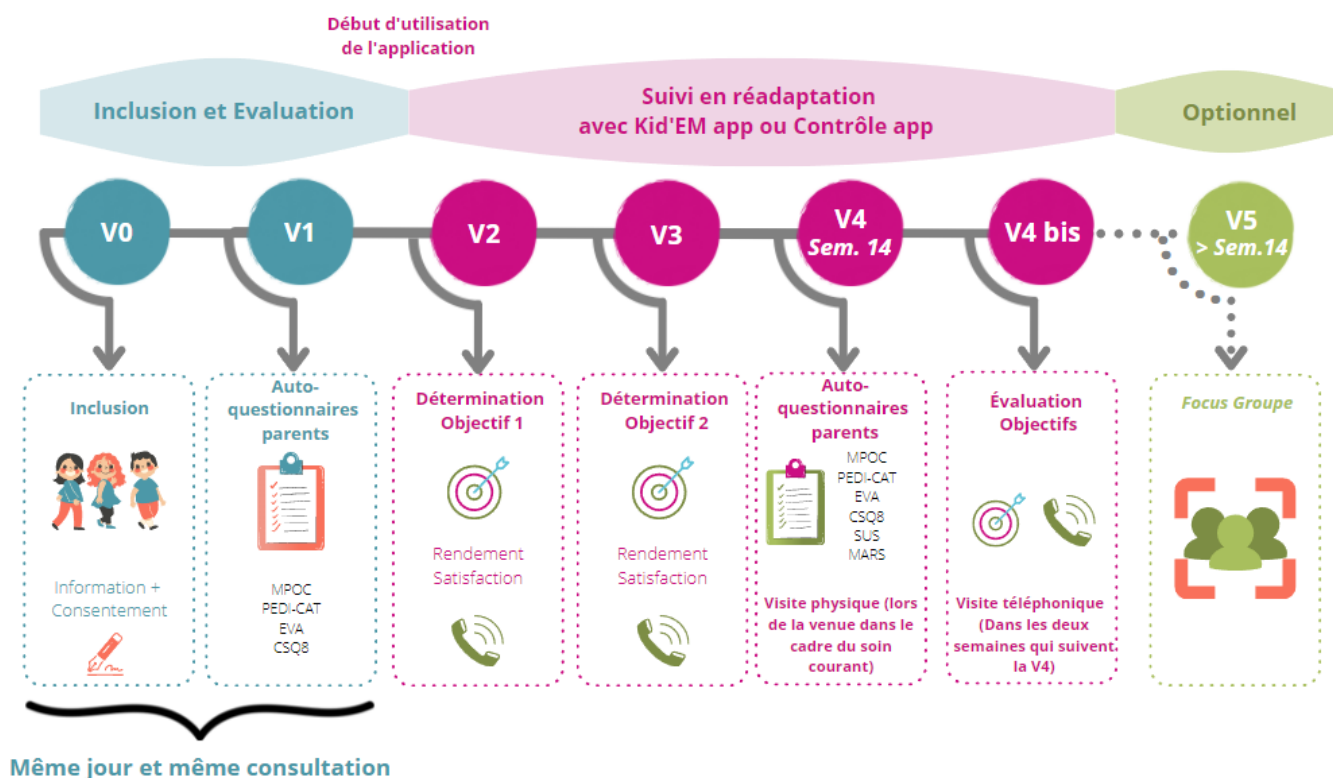 Début d'utilisation
de l'application
Inclusion et Evaluation
Suivi en réadaptation
avec Kid'EM app ou Contrôle app
Optionnel
V0
V1
V2
V3
V4
Sem. 14
V4 bis
V5
> Sem.14
Inclusion
Information +
Consentement
Auto-
questionnaires
parents
MPOC
PEDI-CAT
EVA
CSQ8
Détermination
Objectif 1
Rendement
Satisfaction
Détermination
Objectif 2
Rendement
Satisfaction
Auto-
questionnaires
parents
MPOC
PEDI-CAT
EVA
CSQ8
SUS
MARS
Visite physique (lors
de la venue dans le
cadre du soin
courant)
Évaluation
Objectifs
Visite téléphonique
(Dans les deux
semaines qui suivent
la V4)
Focus Groupe
Même jour et même consultation